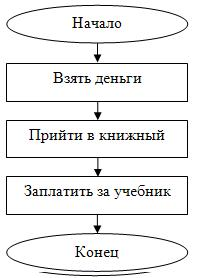 Начало
Взять деньги
Прийти в книжный
Заплатить за учебник
Конец